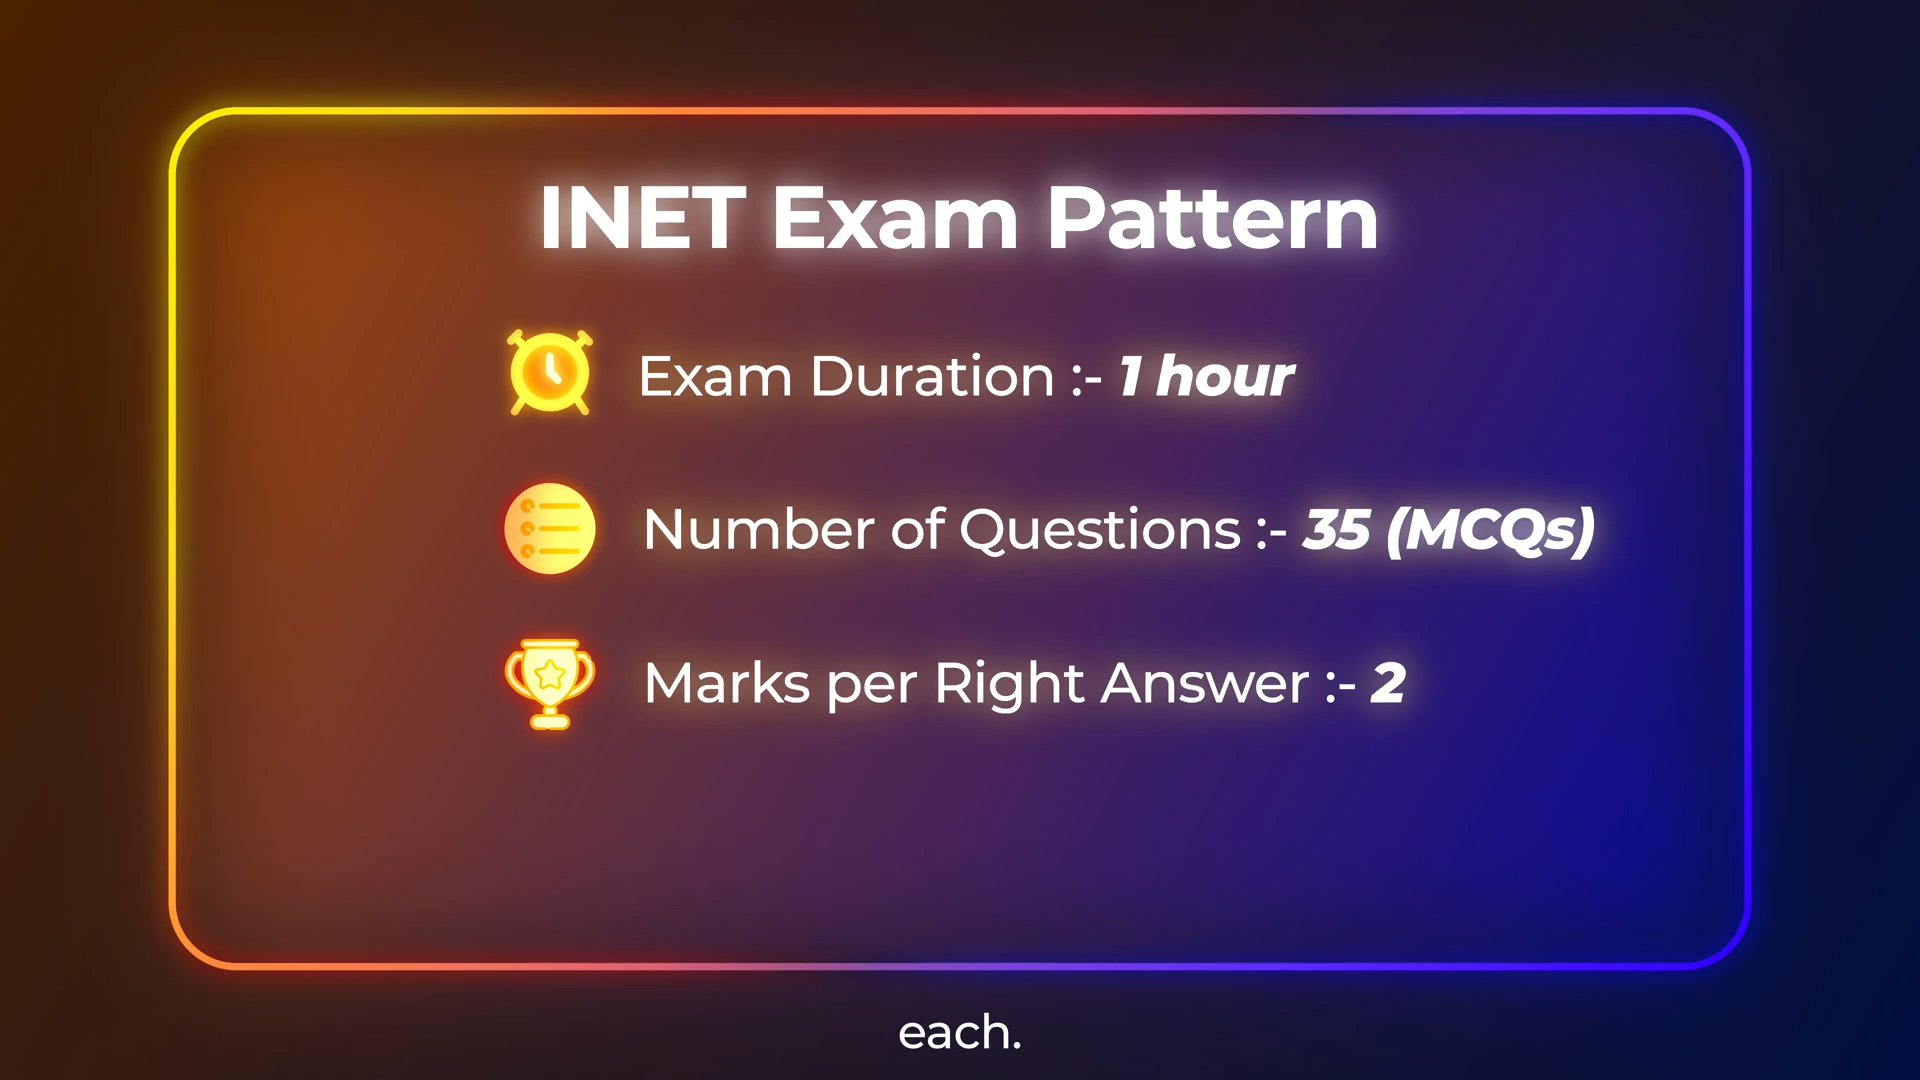 INET Exam Pattern
Exam Duration :- 1 hour
Number of Questions :- 35 (MCQs)
Marks per Right Answer :- 2
each.